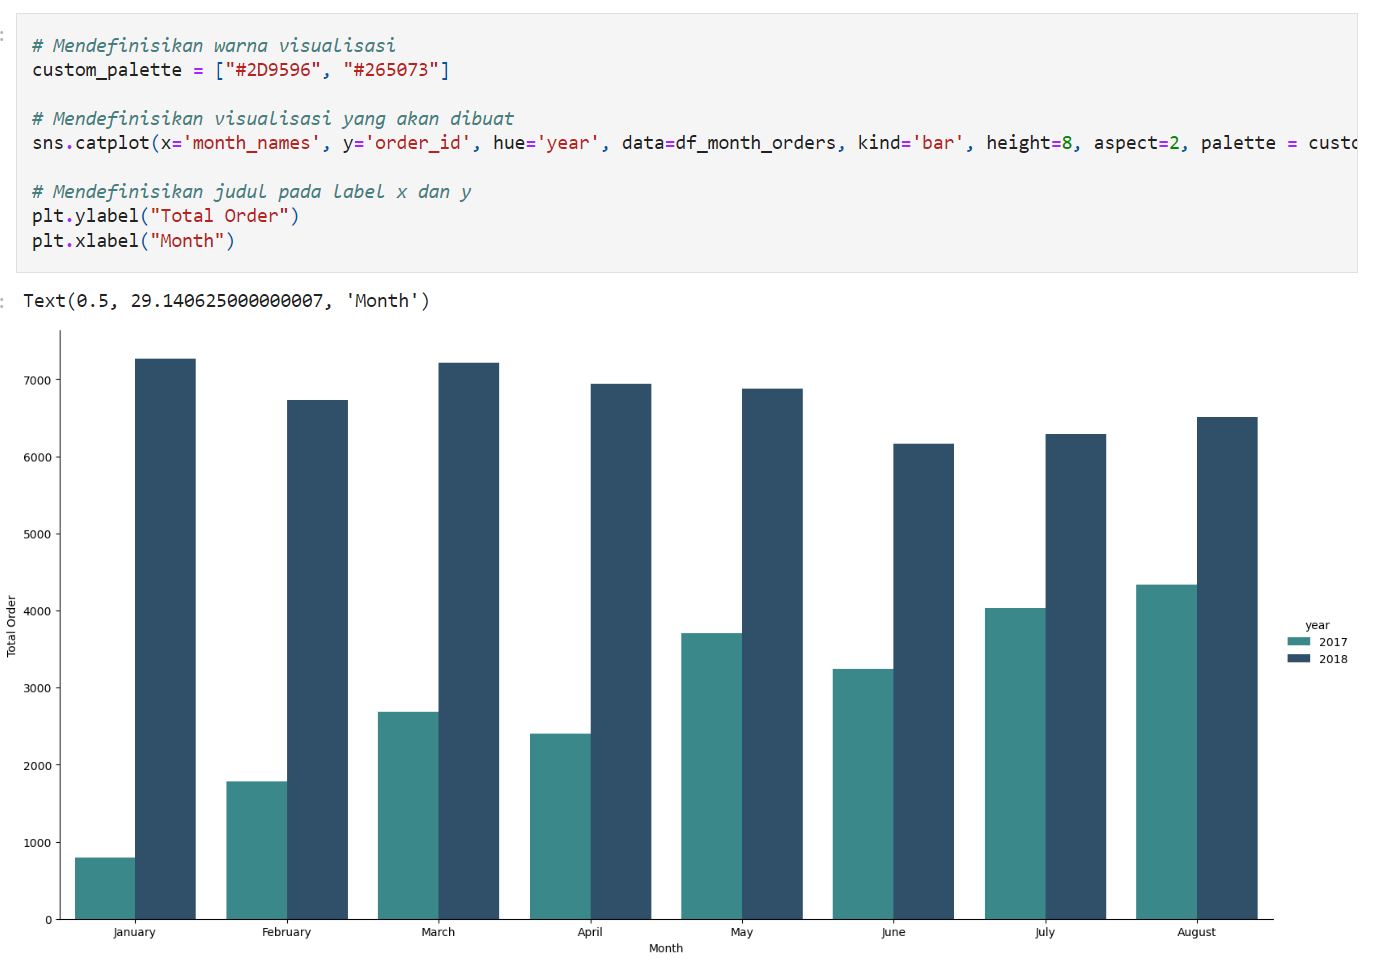 :
# Mendefinisikan warna visualisasi
custom_palette = ["#2D9596", "#265073"]
# Mendefinisikan visualisasi yang akan dibuat
sns.catplot(x='month_names', y='order_id', hue='year', data=df_month_orders, kind='bar', height=8, aspect=2, palette = custo
# Mendefinisikan judul pada label x dan y
plt.ylabel("Total Order")
plt.xlabel("Month")
: Text(0.5, 29.140625000000007, 'Month')
7000
6000
5000
4000
3000
2000
1000
0
Total Order
January February March April May June July August
Month
year
2017
2018